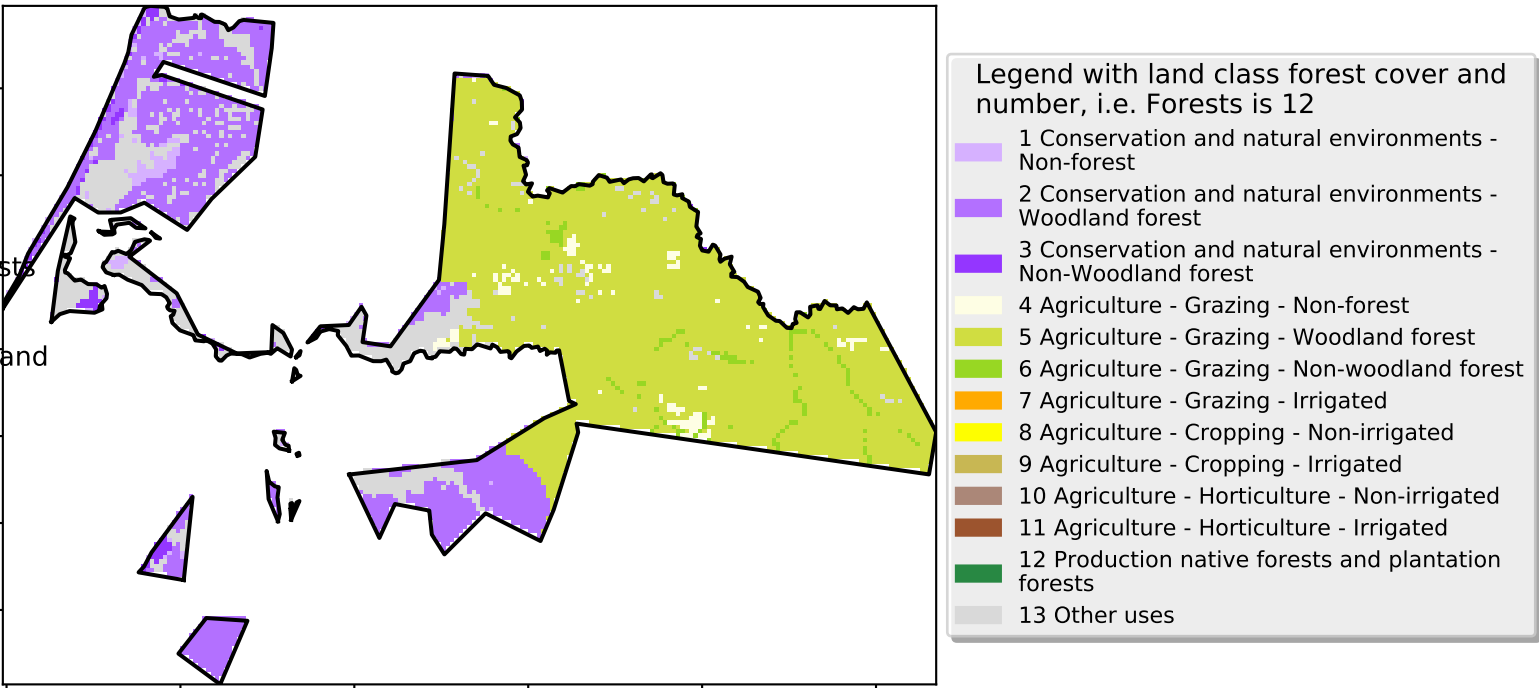 sts
and
Legend with land class forest cover and
number, i.e. Forests is 12
1 Conservation and natural environments -
Non-forest
2 Conservation and natural environments -
Woodland forest
3 Conservation and natural environments -
Non-Woodland forest
4 Agriculture - Grazing - Non-forest
5 Agriculture - Grazing - Woodland forest
6 Agriculture - Grazing - Non-woodland forest
7 Agriculture - Grazing - Irrigated
8 Agriculture - Cropping - Non-irrigated
9 Agriculture - Cropping - Irrigated
10 Agriculture - Horticulture - Non-irrigated
11 Agriculture - Horticulture - Irrigated
12 Production native forests and plantation
forests
13 Other uses